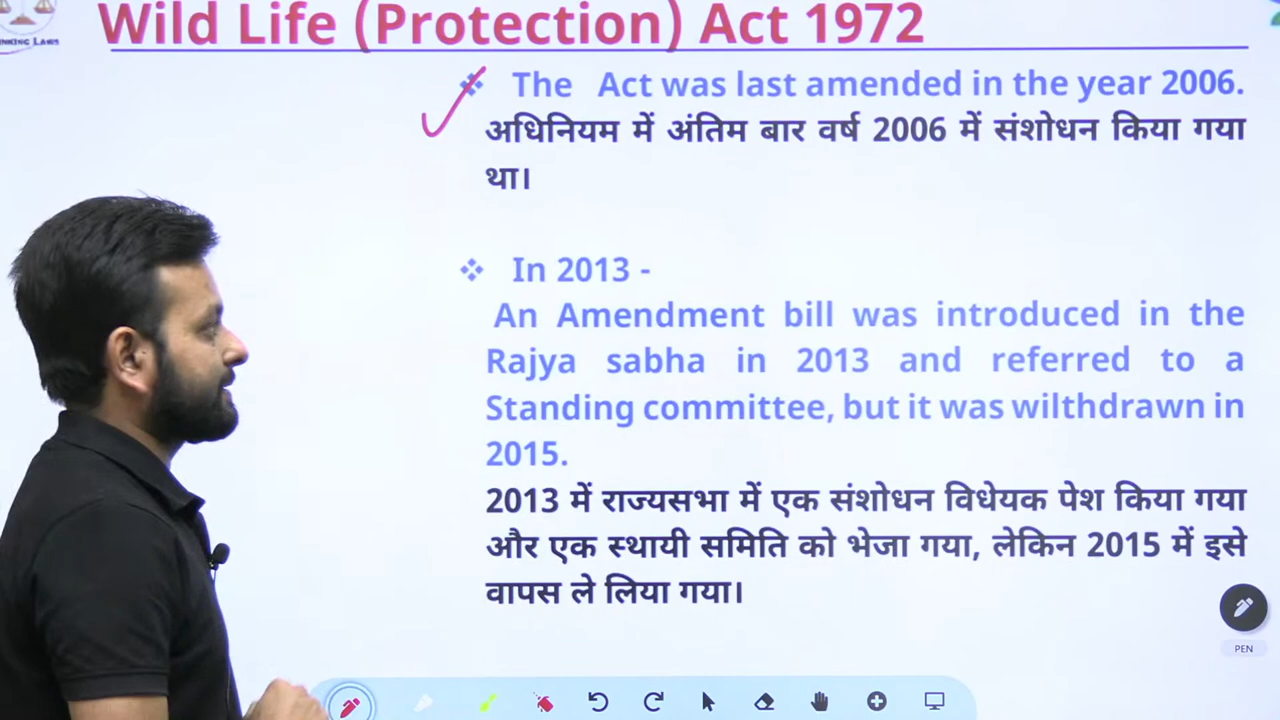 NKING LAWS
Wild Life (Protection) Act 1972
The Act was last amended in the year 2006.
अधिनियम में अंतिम बार वर्ष 2006 में संशोधन किया गया
था।
In 2013 -
An Amendment bill was introduced in the
Rajya sabha in 2013 and referred to a
Standing committee, but it was wilthdrawn in
2015.
2013 में राज्यसभा में एक संशोधन विधेयक पेश किया गया
और एक स्थायी समिति को भेजा गया, लेकिन 2015 में इसे
वापस ले लिया गया।
PEN